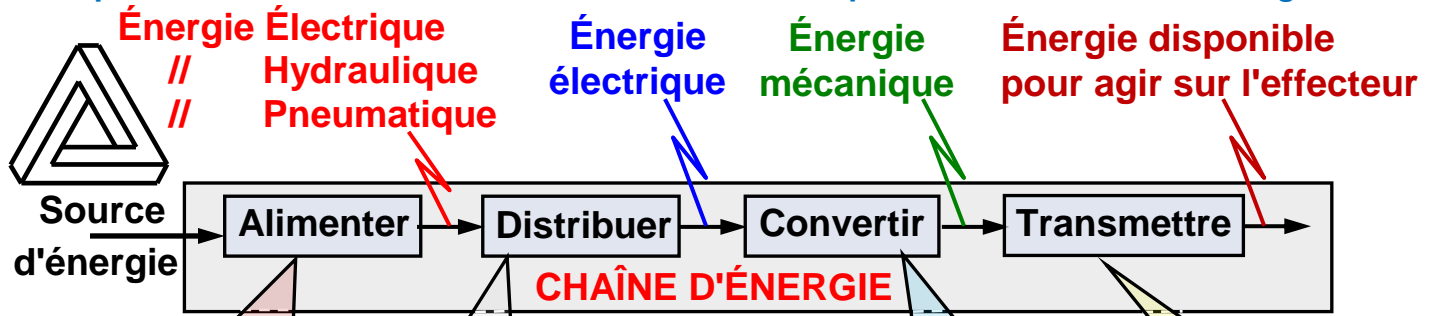 Énergie Électrique
// Hydraulique
// Pneumatique
Énergie
électrique
Énergie
mécanique
Énergie disponible
pour agir sur l'effecteur
Source
d'énergie
Alimenter
Distribuer
Convertir
Transmettre
CHAÎNE D'ÉNERGIE